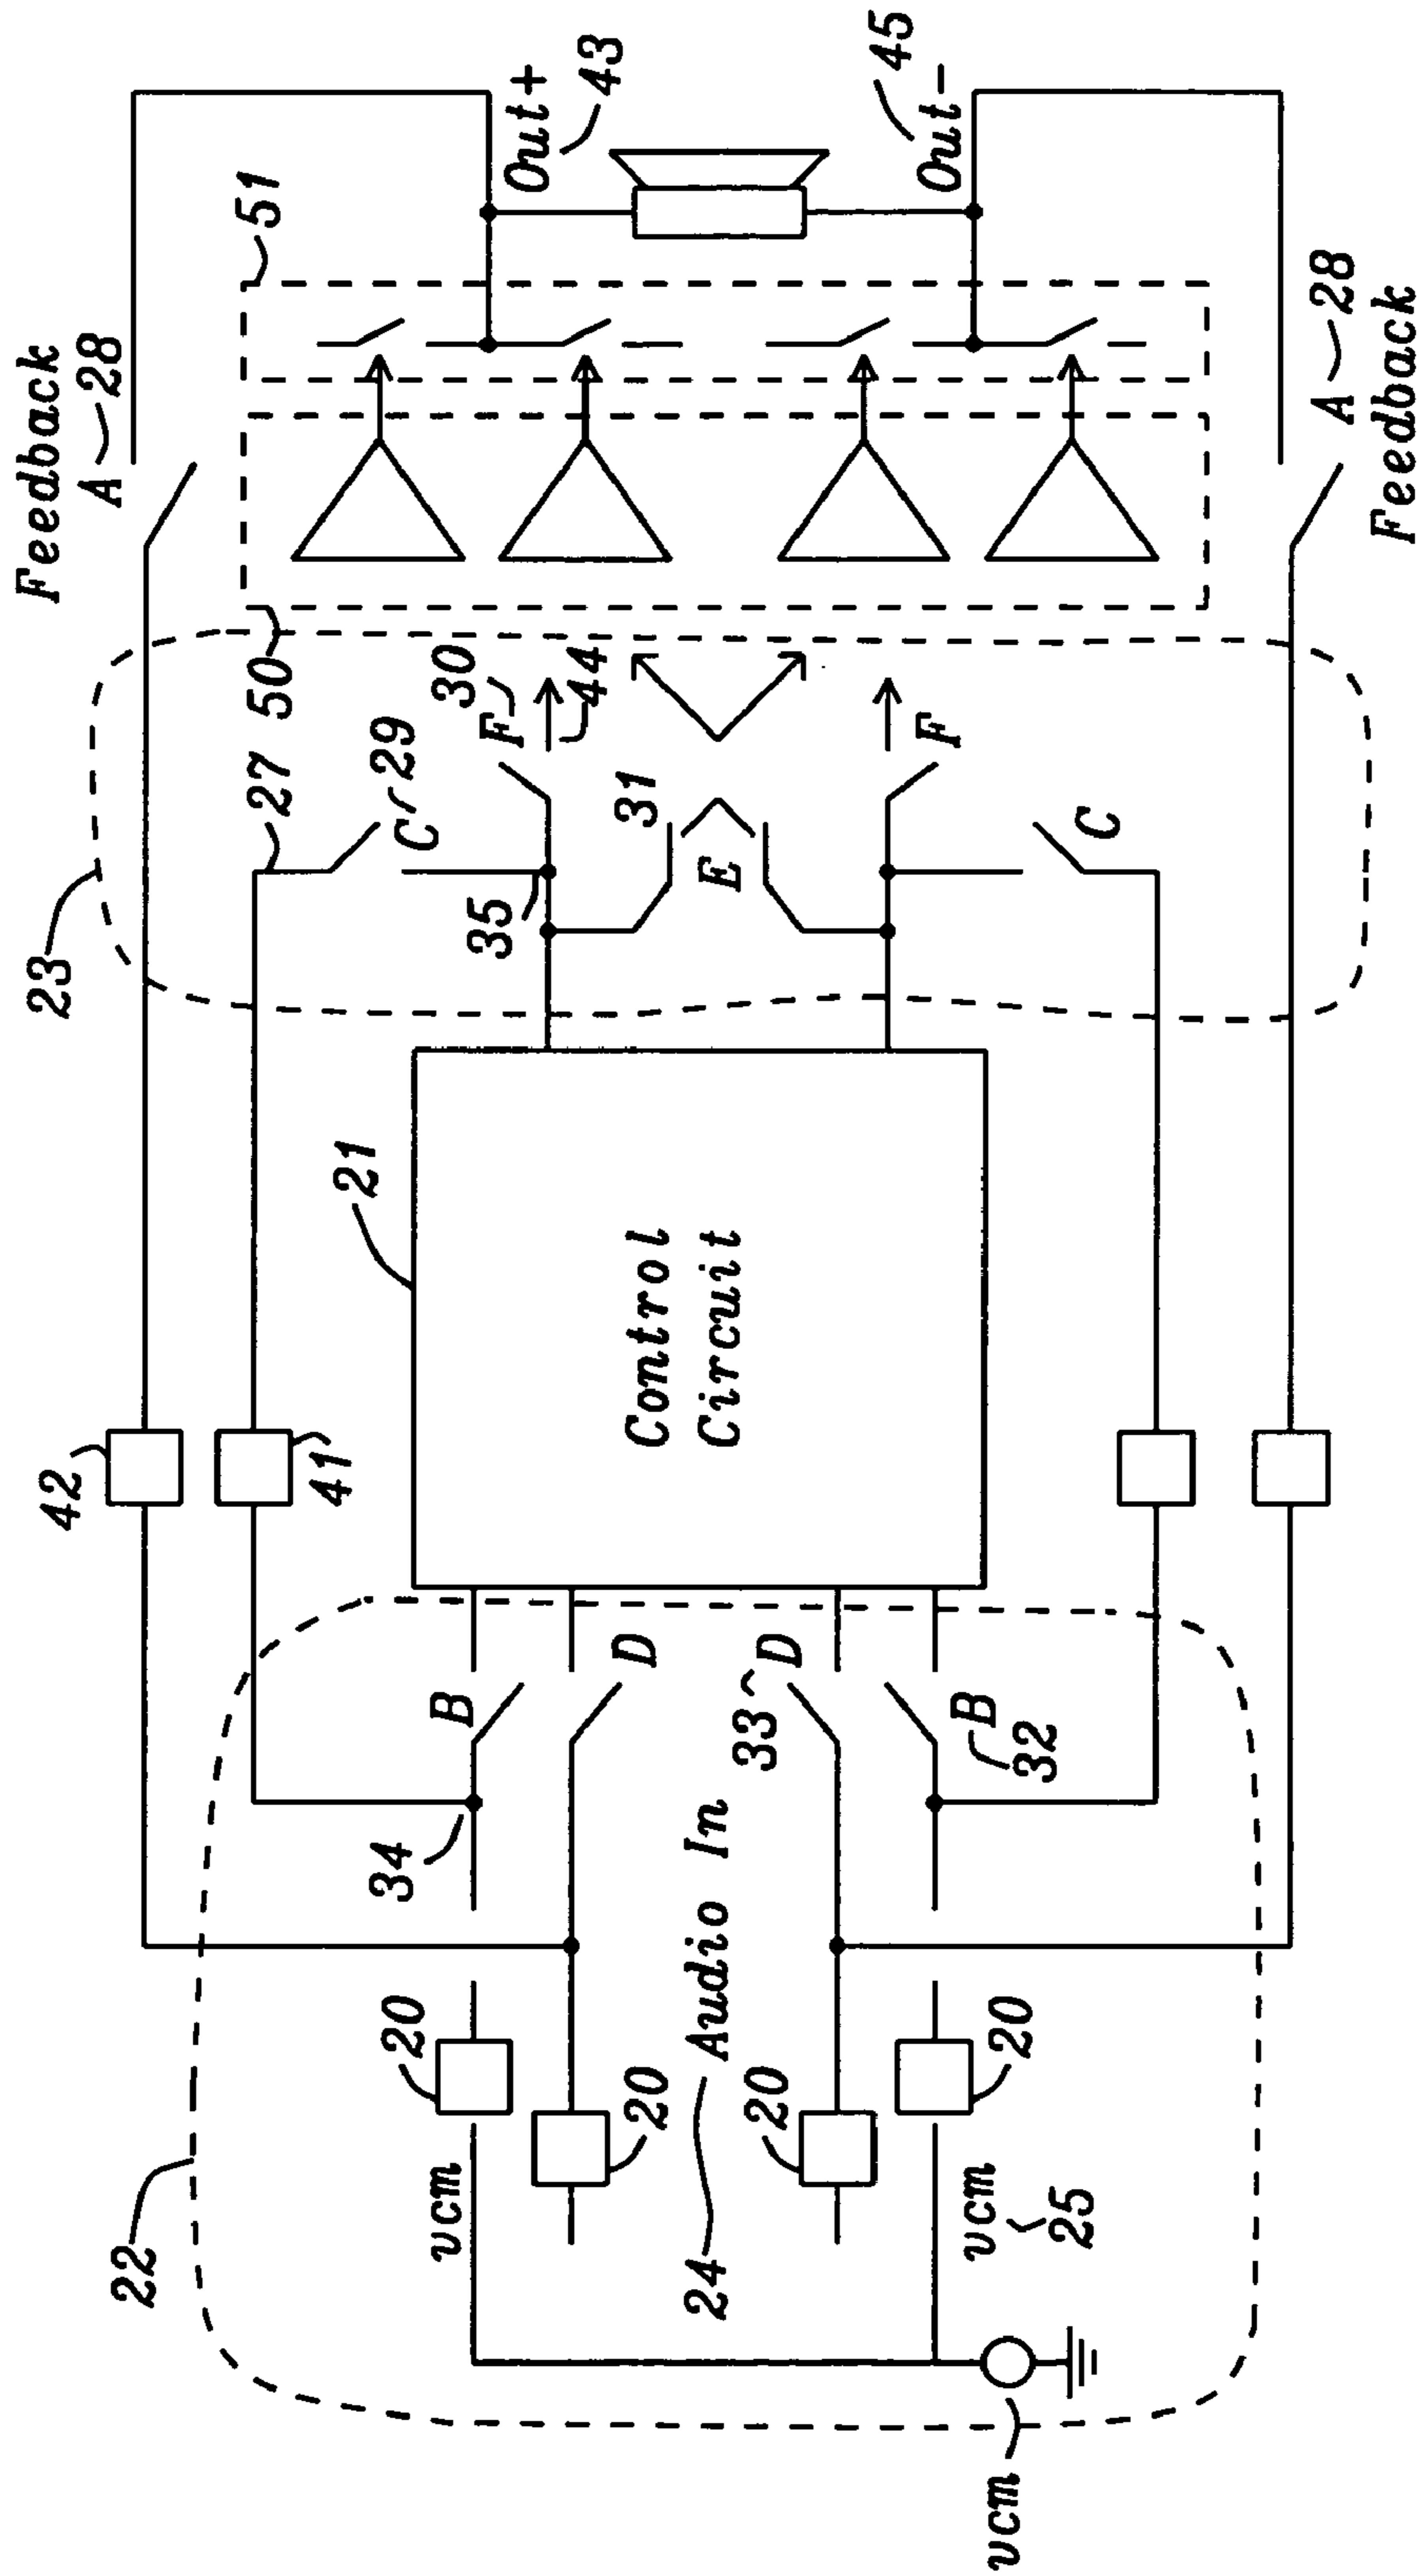 Feedback
A 28
51
Out+
43
45
Out-
A 28
Feedback
23
27
50
30
F
44
C 29
31
35
E
F
C
21
Control
Circuit
42
41
22
B
D
33 D
B
32
34
24 Audio In
20
20
20
20
vcm
vcm
25
vcm